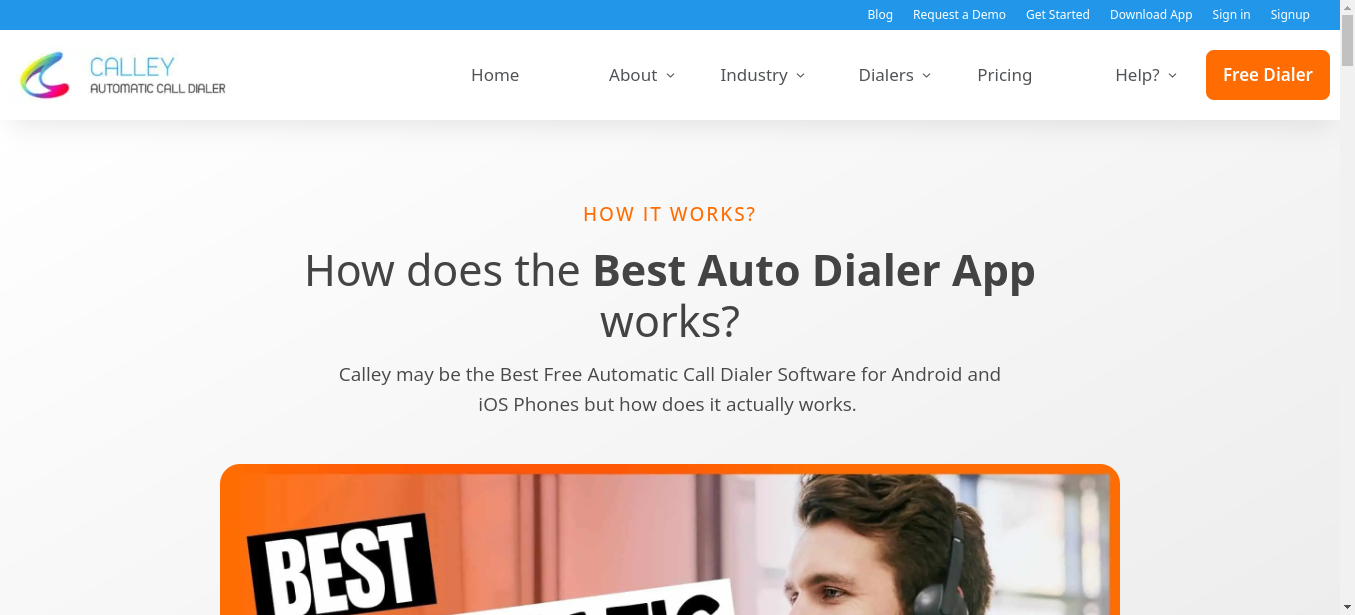 Blog Request a Demo Get Started Download App Sign in Signup
CALLEY
AUTOMATIC CALL DIALER
Home About Industry Dialers Pricing Help? Free Dialer
HOW IT WORKS?
How does the Best Auto Dialer App
works?
Calley may be the Best Free Automatic Call Dialer Software for Android and
iOS Phones but how does it actually works.
BEST